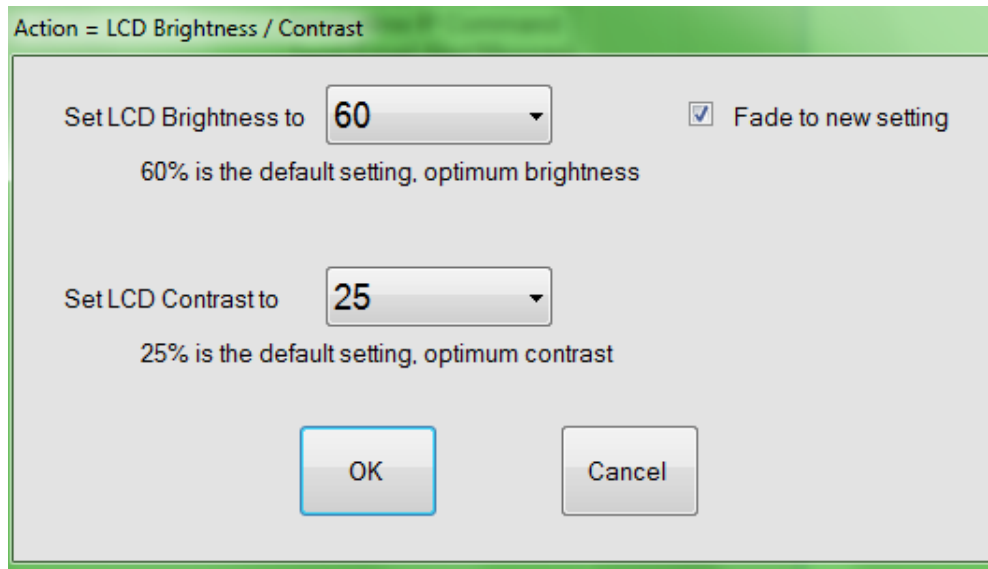 Action = LCD Brightness / Contrast
Set LCD Brightness to 60 Fade to new setting
60% is the default setting, optimum brightness
Set LCD Contrast to 25
25% is the default setting, optimum contrast
OK Cancel